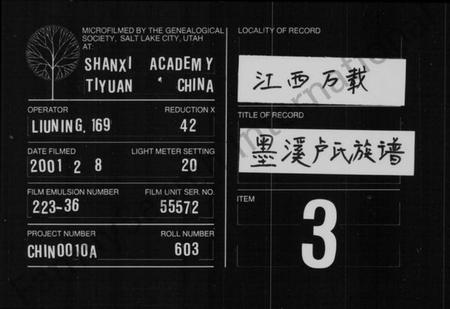 MICROFILMED BY THE GENEALOGICAL
SOCIETY, SALT LAKE CITY, UTAH
AT:
SHANXI ACADEMY
TIYUAN * CHINA
OPERATOR
REDUCTION X
LIUNING, 169
42
DATE FILMED
LIGHT METER SETTING
2001 2 8
20
FILM EMULSION NUMBER
FILM UNIT SER. NO.
223-36
55572
PROJECT NUMBER
ROLL NUMBER
CHIN0010A
603
LOCALITY OF RECORD
江西万载
TITLE OF RECORD
墨溪卢氏族谱
ITEM
3